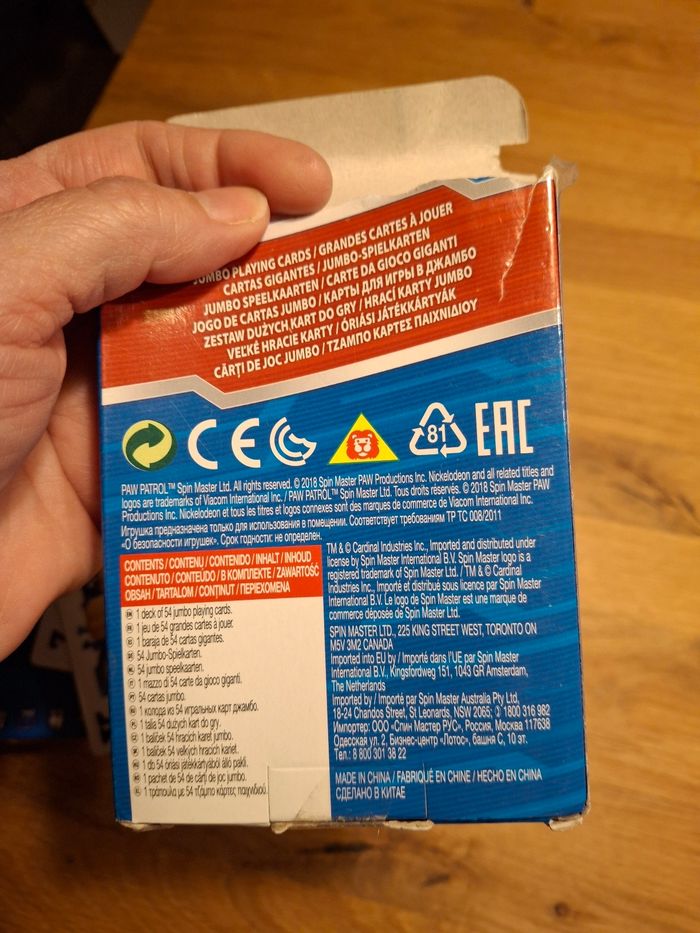 JUMBO PLAYING CARDS / GRANDES CARTES À JOUER
CARTAS GIGANTES / JUMBO-SPIELKARTEN
JUMBO SPEELKAARTEN / CARTE DA GIOCO GIGANTI
JOGO DE CARTAS JUMBO / КАРТЫ ДЛЯ ИГРЫ В ДЖАМБО
ZESTAW DUŻYCH KART DO GRY / HRACÍ KARTY JUMBO
VEĽKÉ HRACIE KARTY / ÓRIÁSI JÁTÉKKÁRTYÁK
CĂRȚI DE JOC JUMBO / ΤΖΑΜΠΟ ΚΑΡΤΕΣ ΠΑΙΧΝΙΔΙΟΥ
CE 81 EAC
PAW PATROL™ Spin Master Ltd. All rights reserved. © 2018 Spin Master PAW Productions Inc. Nickelodeon and all related titles and
logos are trademarks of Viacom International Inc. / PAW PATROL™ Spin Master Ltd. Tous droits réservés. © 2018 Spin Master PAW
Productions Inc. Nickelodeon et tous les titres et logos connexes sont des marques de commerce de Viacom International Inc.
Игрушка предназначена только для использования в помещении. Соответствует требованиям ТР ТС 008/2011
«О безопасности игрушек». Срок годности: не определен.
CONTENTS / CONTENU / CONTENIDO / INHALT / INHOUD
CONTENUTO / CONTEÚDO / В КОМПЛЕКТЕ / ZAWARTOŚĆ
OBSAH / TARTALOM / CONȚINUT / ΠΕΡΙΕΧΟΜΕΝΑ
EN 1 deck of 54 jumbo playing cards.
1 jeu de 54 grandes cartes à jouer.
1 baraja de 54 cartas gigantes.
54 Jumbo-Spielkarten.
54 jumbo speelkaarten.
1 mazzo di 54 carte da gioco giganti.
54 cartas jumbo.
1 колода из 54 игральных карт джамбо.
1 talia 54 dużych kart do gry.
1 balíček 54 hracích karet jumbo.
1 balíček 54 veľkých hracích kariet.
1 db 54 óriási játékkártyából álló pakli.
1 pachet de 54 de cărți de joc jumbo.
1 τράπουλα με 54 τζάμπο κάρτες παιχνιδιού.
TM & © Cardinal Industries Inc., Imported and distributed under
license by Spin Master International B.V. Spin Master logo is a
registered trademark of Spin Master Ltd. / TM & © Cardinal
Industries Inc., Importé et distribué sous licence par Spin Master
International B.V. Le logo de Spin Master est une marque de
commerce déposée de Spin Master Ltd.
SPIN MASTER LTD., 225 KING STREET WEST, TORONTO ON
M5V 3M2 CANADA
Imported into EU by / Importé dans l'UE par Spin Master
International B.V., Kingsfordweg 151, 1043 GR Amsterdam,
The Netherlands
Imported by / Importé par Spin Master Australia Pty Ltd,
18-24 Chandos Street, St Leonards, NSW 2065; 1800 316 982
Импортер: ООО «Спин Мастер РУС», Россия, Москва 117638
Одесская ул. 2, Бизнес-центр «Лотос», башня С, 10 эт.
Тел.: 8 800 301 38 22
MADE IN CHINA / FABRIQUÉ EN CHINE / HECHO EN CHINA
СДЕЛАНО В КИТАЕ